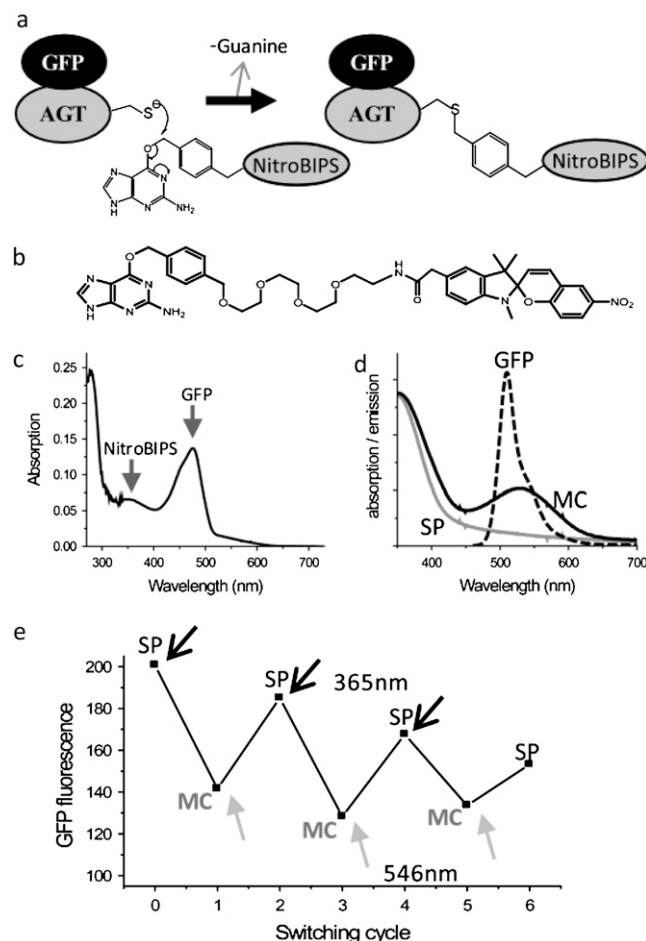 a
-Guanine
GFP
AGT
S⊖
O
N
N
N
H
N
NH₂
NitroBIPS
GFP
AGT
S
NitroBIPS
b
O
N
N
N
H
N
NH₂
O
O
O
O
H
N
O
N
O
NO₂
c
0.25
0.20
0.15
0.10
0.05
0.00
Absorption
NitroBIPS
GFP
300 400 500 600 700
Wavelength (nm)
d
absorption / emission
GFP
SP
MC
400 500 600 700
Wavelength (nm)
e
GFP fluorescence
200
180
160
140
120
100
SP
SP
365nm
SP
SP
MC
MC
MC
546nm
0 1 2 3 4 5 6
Switching cycle